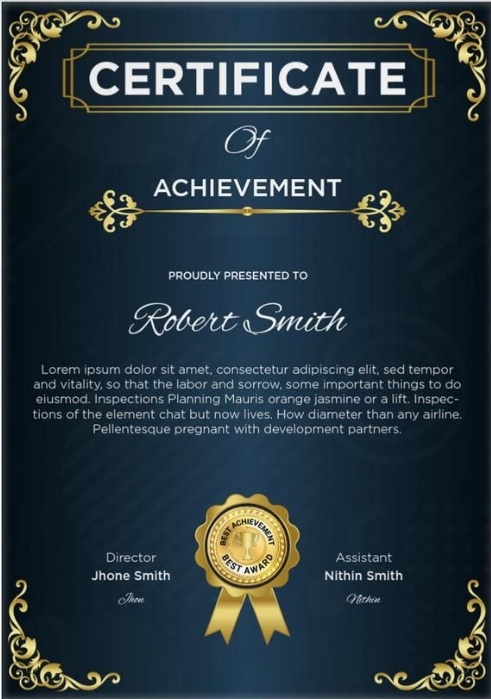 CERTIFICATE
Of
ACHIEVEMENT
PROUDLY PRESENTED TO
Robert Smith
Lorem ipsum dolor sit amet, consectetur adipiscing elit, sed tempor
and vitality, so that the labor and sorrow, some important things to do
eiusmod. Inspections Planning Mauris orange jasmine or a lift. Inspec-
tions of the element chat but now lives. How diameter than any airline.
Pellentesque pregnant with development partners.
BEST ACHIEVEMENT
BEST AWARD
Director
Jhone Smith
Jhon
Assistant
Nithin Smith
Nithin